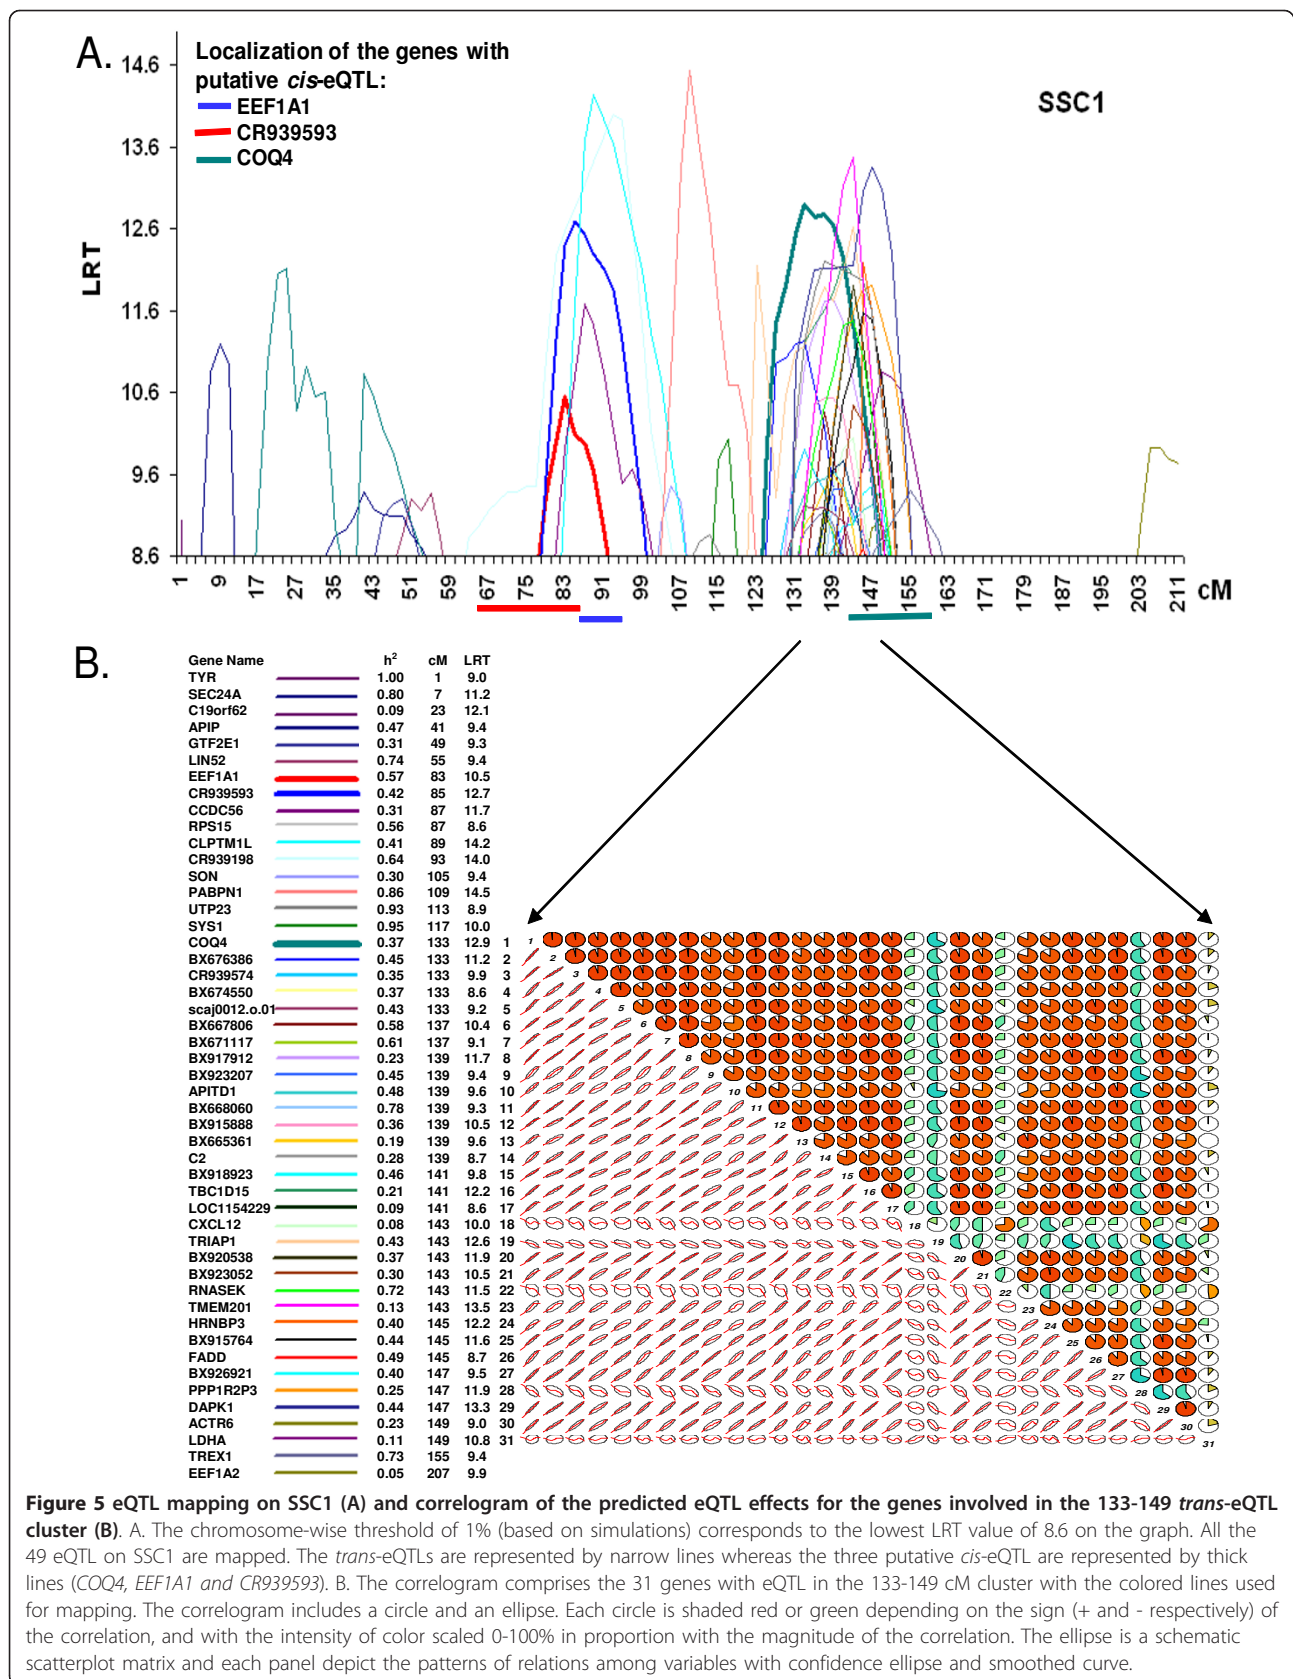 A.
Localization of the genes with
putative cis-eQTL:
EEF1A1
CR939593
COQ4
SSC1
LRT
14.6
13.6
12.6
11.6
10.6
9.6
8.6
1 9 17 27 35 43 51 59 67 75 83 91 99 107 115 123 131 139 147 155 163 171 179 187 195 203 211 cM
B.
Gene Name h2 cM LRT
TYR 1.00 1 9.0
SEC24A 0.80 7 11.2
C19orf62 0.09 23 12.1
APIP 0.47 41 9.4
GTF2E1 0.31 49 9.3
LIN52 0.74 55 9.4
EEF1A1 0.57 83 10.5
CR939593 0.42 85 12.7
CCDC56 0.31 87 11.7
RPS15 0.56 87 8.6
CLPTM1L 0.41 89 14.2
CR939198 0.64 93 14.0
SON 0.30 105 9.4
PABPN1 0.86 109 14.5
UTP23 0.93 113 8.9
SYS1 0.95 117 10.0
COQ4 0.37 133 12.9 1
BX676386 0.45 133 11.2 2
CR939574 0.35 133 9.9 3
BX674550 0.37 133 8.6 4
scaj0012.o.01 0.43 133 9.2 5
BX667806 0.58 137 10.4 6
BX671117 0.61 137 9.1 7
BX917912 0.23 139 11.7 8
BX923207 0.45 139 9.4 9
APITD1 0.48 139 9.6 10
BX668060 0.78 139 9.3 11
BX915888 0.36 139 10.5 12
BX665361 0.19 139 9.6 13
C2 0.28 139 8.7 14
BX918923 0.46 141 9.8 15
TBC1D15 0.21 141 12.2 16
LOC1154229 0.09 141 8.6 17
CXCL12 0.08 143 10.0 18
TRIAP1 0.43 143 12.6 19
BX920538 0.37 143 11.9 20
BX923052 0.30 143 10.5 21
RNASEK 0.72 143 11.5 22
TMEM201 0.13 143 13.5 23
HRNBP3 0.40 145 12.2 24
BX915764 0.44 145 11.6 25
FADD 0.49 145 8.7 26
BX926921 0.40 147 9.5 27
PPP1R2P3 0.25 147 11.9 28
DAPK1 0.44 147 13.3 29
ACTR6 0.23 149 9.0 30
LDHA 0.11 149 10.8 31
TREX1 0.73 155 9.4
EEF1A2 0.05 207 9.9
1
2
3
4
5
6
7
8
9
10
11
12
13
14
15
16
17
18
19
20
21
22
23
24
25
26
27
28
29
30
31
Figure 5 eQTL mapping on SSC1 (A) and correlogram of the predicted eQTL effects for the genes involved in the 133-149 trans-eQTL
cluster (B). A. The chromosome-wise threshold of 1% (based on simulations) corresponds to the lowest LRT value of 8.6 on the graph. All the
49 eQTL on SSC1 are mapped. The trans-eQTLs are represented by narrow lines whereas the three putative cis-eQTL are represented by thick
lines (COQ4, EEF1A1 and CR939593). B. The correlogram comprises the 31 genes with eQTL in the 133-149 cM cluster with the colored lines used
for mapping. The correlogram includes a circle and an ellipse. Each circle is shaded red or green depending on the sign (+ and - respectively) of
the correlation, and with the intensity of color scaled 0-100% in proportion with the magnitude of the correlation. The ellipse is a schematic
scatterplot matrix and each panel depict the patterns of relations among variables with confidence ellipse and smoothed curve.